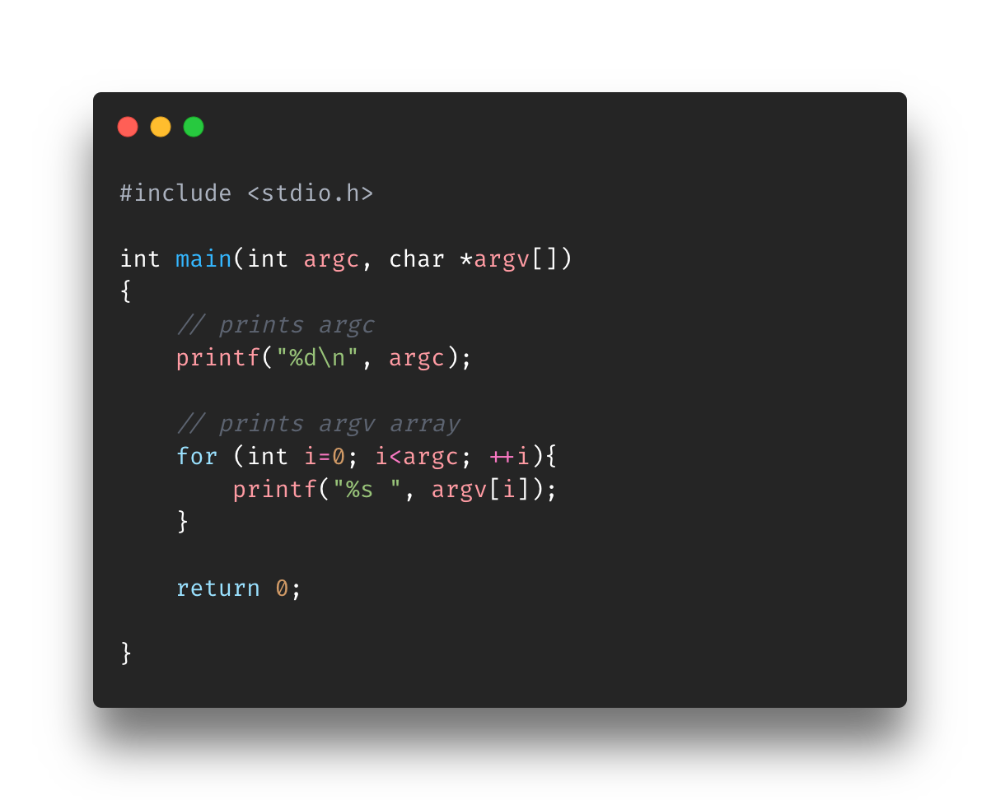 #include <stdio.h>
int main(int argc, char *argv[])
{
    // prints argc
    printf("%d\n", argc);
    // prints argv array
    for (int i=0; i<argc; ++i){
        printf("%s ", argv[i]);
    }
    return 0;
}